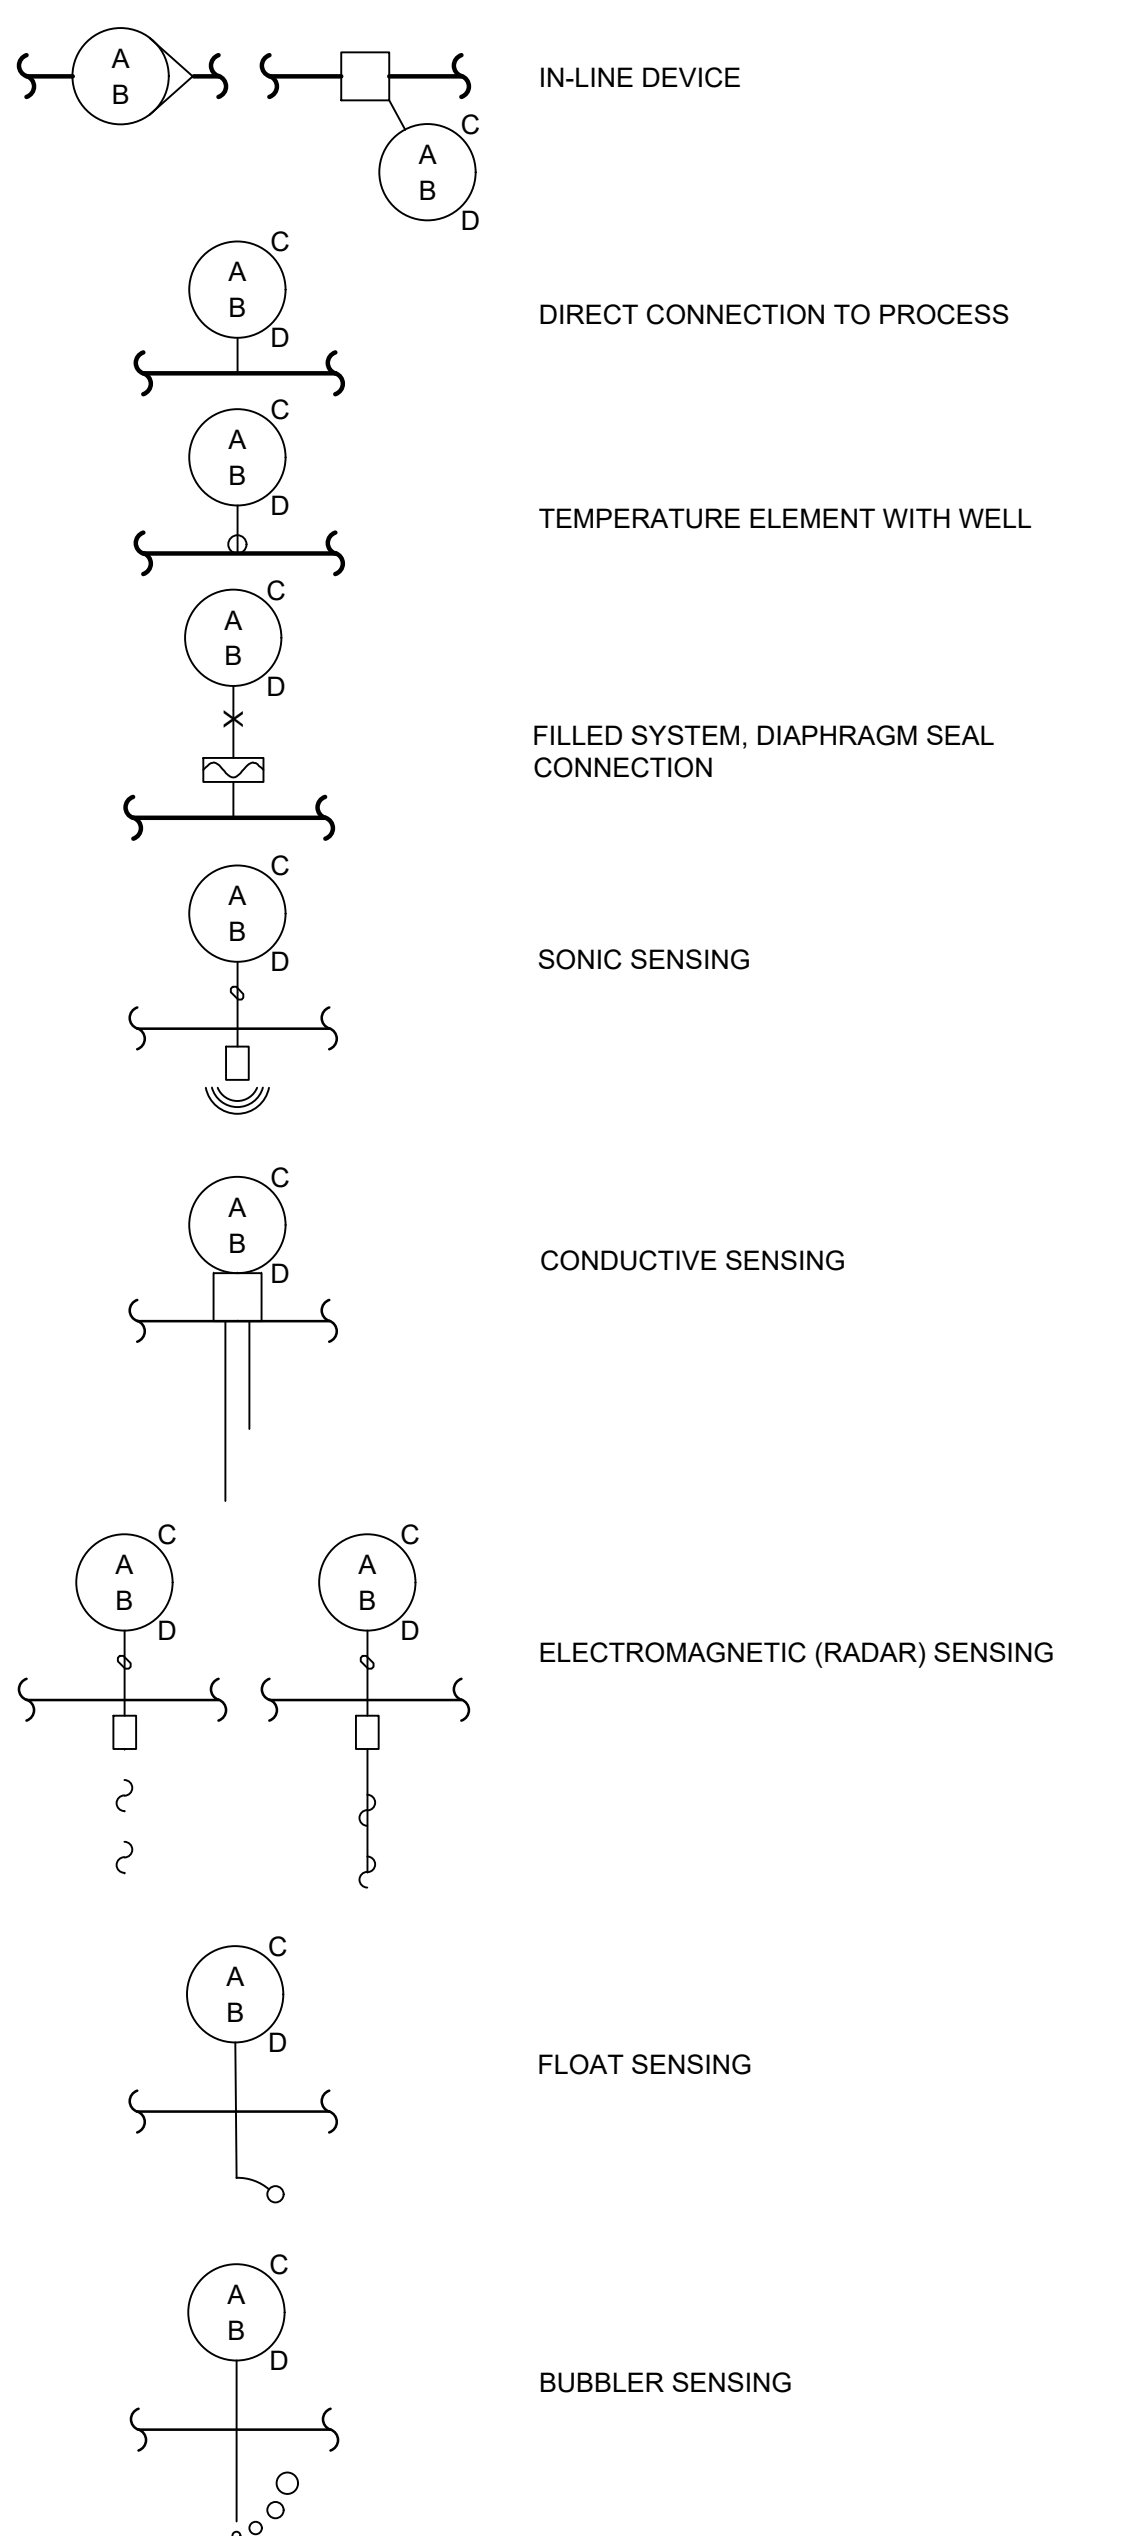 A
B
IN-LINE DEVICE
C
A
B
D
C
A
B
D
DIRECT CONNECTION TO PROCESS
C
A
B
D
TEMPERATURE ELEMENT WITH WELL
C
A
B
D
FILLED SYSTEM, DIAPHRAGM SEAL
CONNECTION
C
A
B
D
SONIC SENSING
C
A
B
D
CONDUCTIVE SENSING
C
A
B
D
C
A
B
D
ELECTROMAGNETIC (RADAR) SENSING
C
A
B
D
FLOAT SENSING
C
A
B
D
BUBBLER SENSING